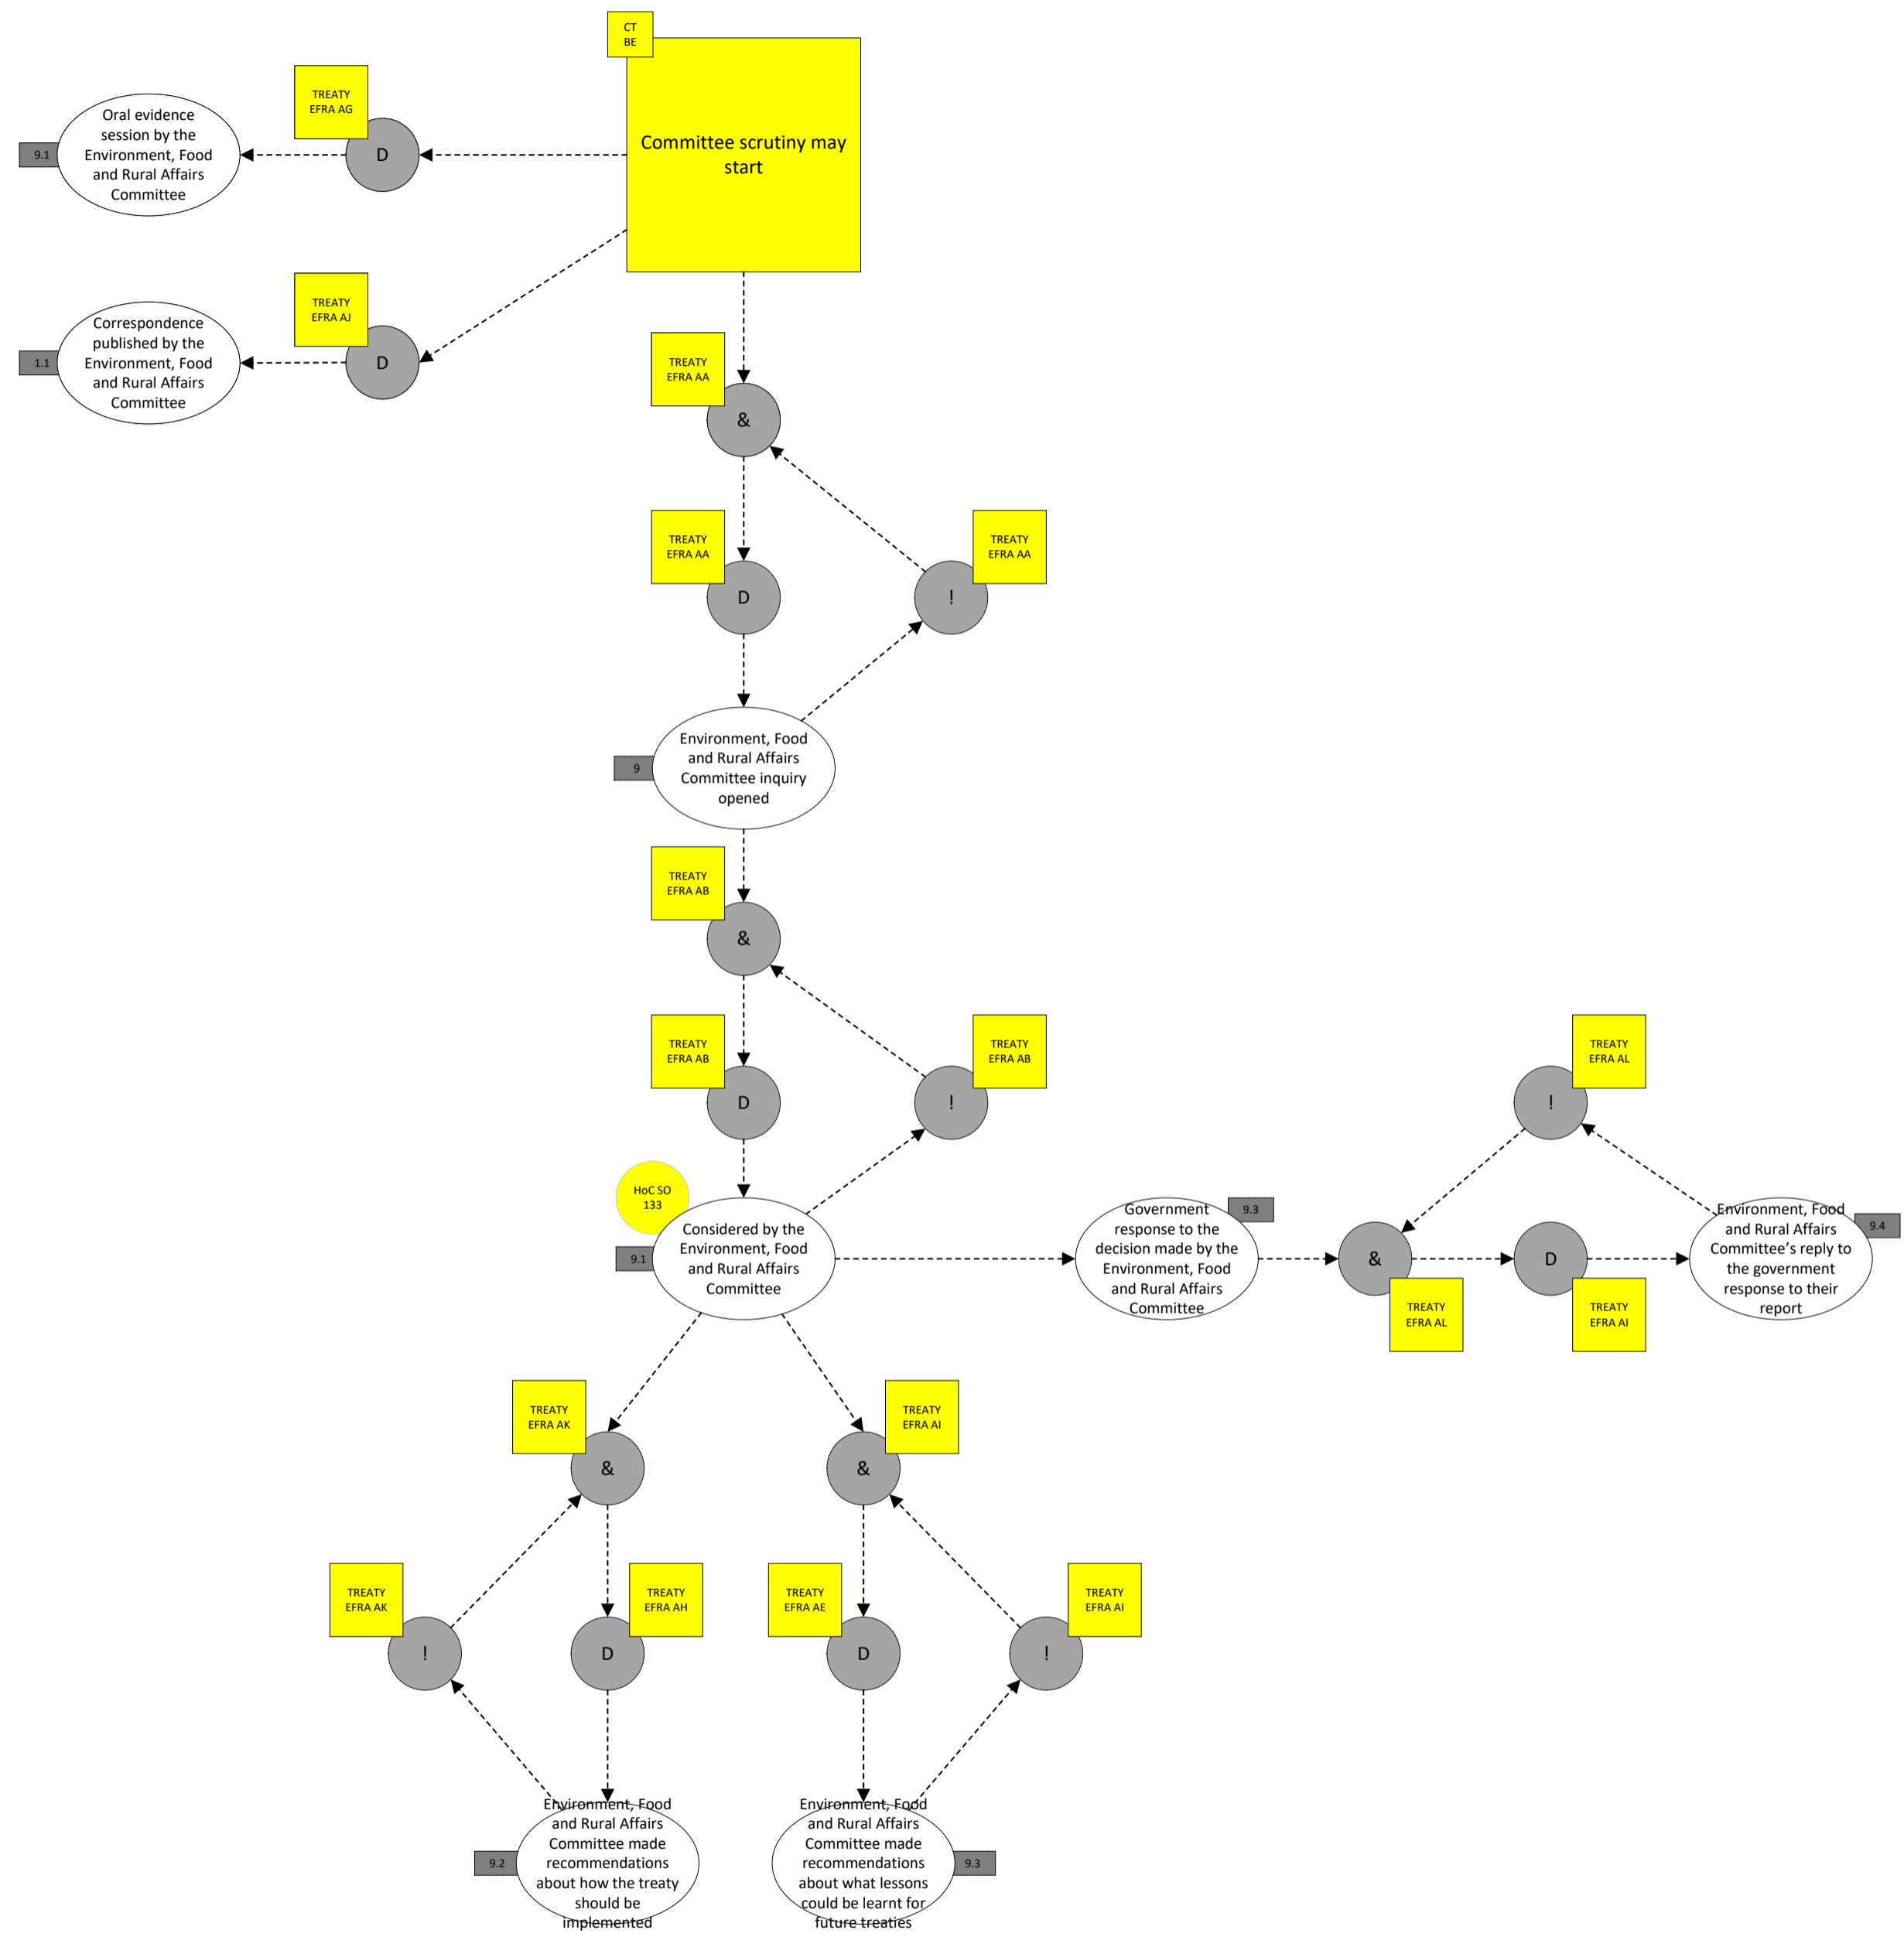 CT
BE
Committee scrutiny may
start
TREATY
EFRA AG
D
9.1
Oral evidence
session by the
Environment, Food
and Rural Affairs
Committee
TREATY
EFRA AJ
D
1.1
Correspondence
published by the
Environment, Food
and Rural Affairs
Committee
TREATY
EFRA AA
&
TREATY
EFRA AA
D
TREATY
EFRA AA
!
9
Environment, Food
and Rural Affairs
Committee inquiry
opened
TREATY
EFRA AB
&
TREATY
EFRA AB
D
TREATY
EFRA AB
!
TREATY
EFRA AL
!
HoC SO
133
9.1
Considered by the
Environment, Food
and Rural Affairs
Committee
9.3
Government
response to the
decision made by the
Environment, Food
and Rural Affairs
Committee
&
TREATY
EFRA AL
D
TREATY
EFRA AI
9.4
Environment, Food
and Rural Affairs
Committee’s reply to
the government
response to their
report
TREATY
EFRA AK
&
TREATY
EFRA AI
&
TREATY
EFRA AK
!
TREATY
EFRA AH
D
TREATY
EFRA AE
D
TREATY
EFRA AI
!
9.2
Environment, Food
and Rural Affairs
Committee made
recommendations
about how the treaty
should be
implemented
9.3
Environment, Food
and Rural Affairs
Committee made
recommendations
about what lessons
could be learnt for
future treaties